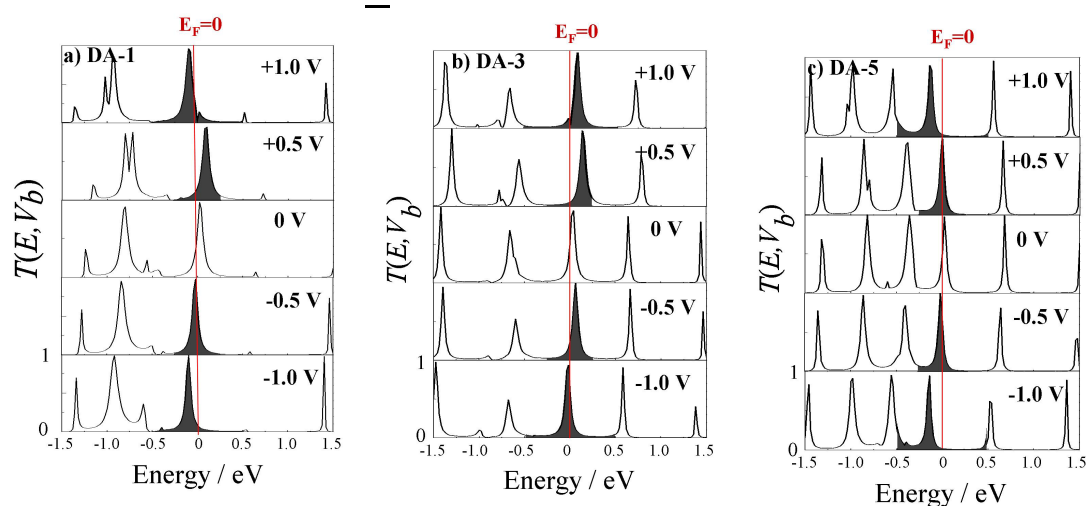 E_F=0
a) DA-1
+1.0 V
+0.5 V
0 V
-0.5 V
-1.0 V
T(E,V_b)
1
0
-1.5 -1.0 -0.5 0 0.5 1.0 1.5
Energy / eV
E_F=0
b) DA-3
+1.0 V
+0.5 V
0 V
-0.5 V
-1.0 V
T(E,V_b)
1
0
-1.5 -1.0 -0.5 0 0.5 1.0 1.5
Energy / eV
E_F=0
c) DA-5
+1.0 V
+0.5 V
0 V
-0.5 V
-1.0 V
T(E,V_b)
1
0
-1.5 -1.0 -0.5 0 0.5 1.0 1.5
Energy / eV